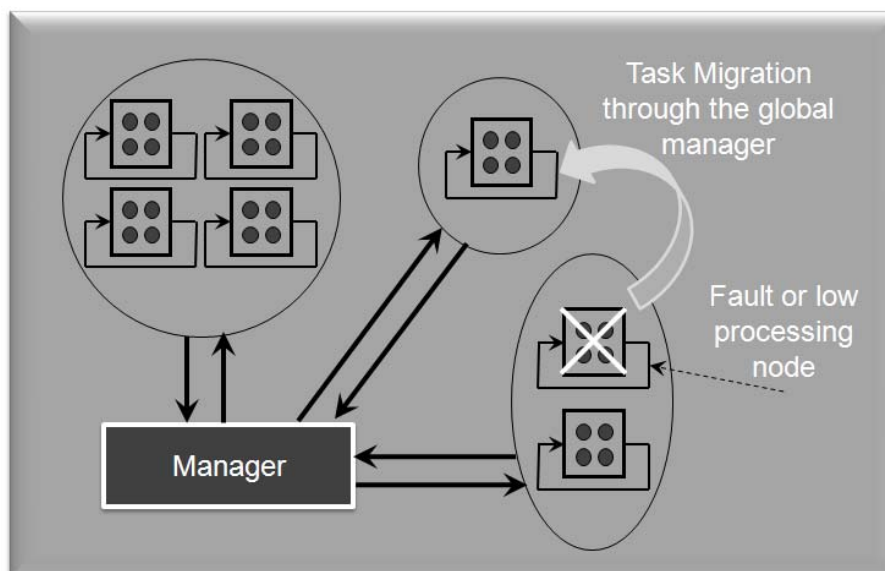 Task Migration
through the global
manager
Fault or low
processing
node
Manager